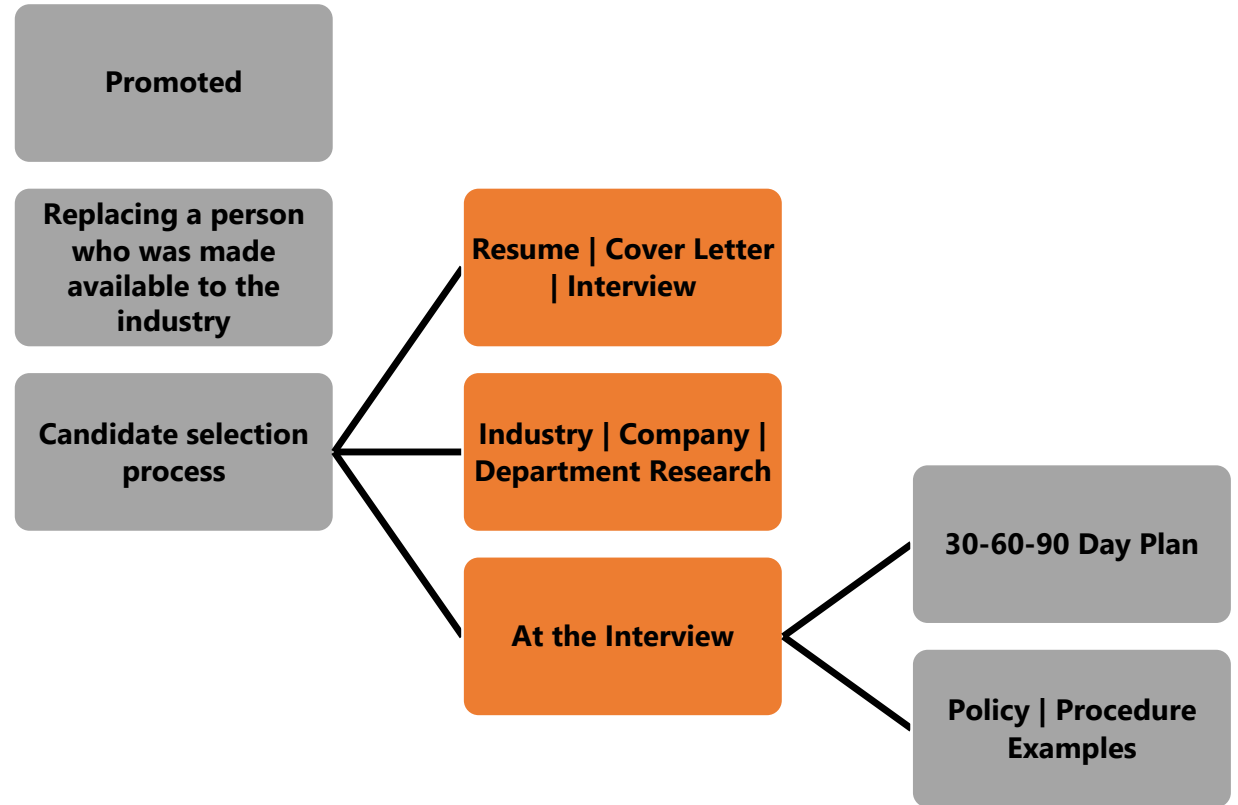 Promoted
Replacing a person
who was made
available to the
industry
Candidate selection
process
Resume | Cover Letter
| Interview
Industry | Company |
Department Research
At the Interview
30-60-90 Day Plan
Policy | Procedure
Examples